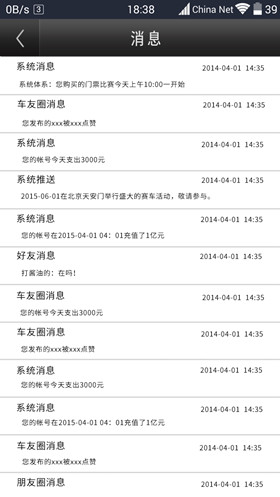 0B/s 3 18:38 China Net 39
消息
系统消息 2014-04-01 14:35
系统体系：您购买的门票比赛今天上午10:00一开始
车友圈消息 2014-04-01 14:35
您发布的xxx被xxx点赞
系统消息 2014-04-01 14:35
您的帐号今天支出3000元
系统推送 2014-04-01 14:35
2015-06-01在北京天安门举行盛大的赛车活动，敬请参与。
系统消息 2014-04-01 14:35
您的帐号在2015-04-01 04：01充值了1亿元
好友消息 2014-04-01 14:35
打酱油的：在吗！
车友圈消息 2014-04-01 14:35
您的帐号今天支出3000元
车友圈消息 2014-04-01 14:35
您发布的xxx被xxx点赞
系统消息 2014-04-01 14:35
您的帐号今天支出3000元
系统消息 2014-04-01 14:35
您的帐号在2015-04-01 04：01充值了1亿元
车友圈消息 2014-04-01 14:35
您发布的xxx被xxx点赞
朋友圈消息 2014-04-01 14:35